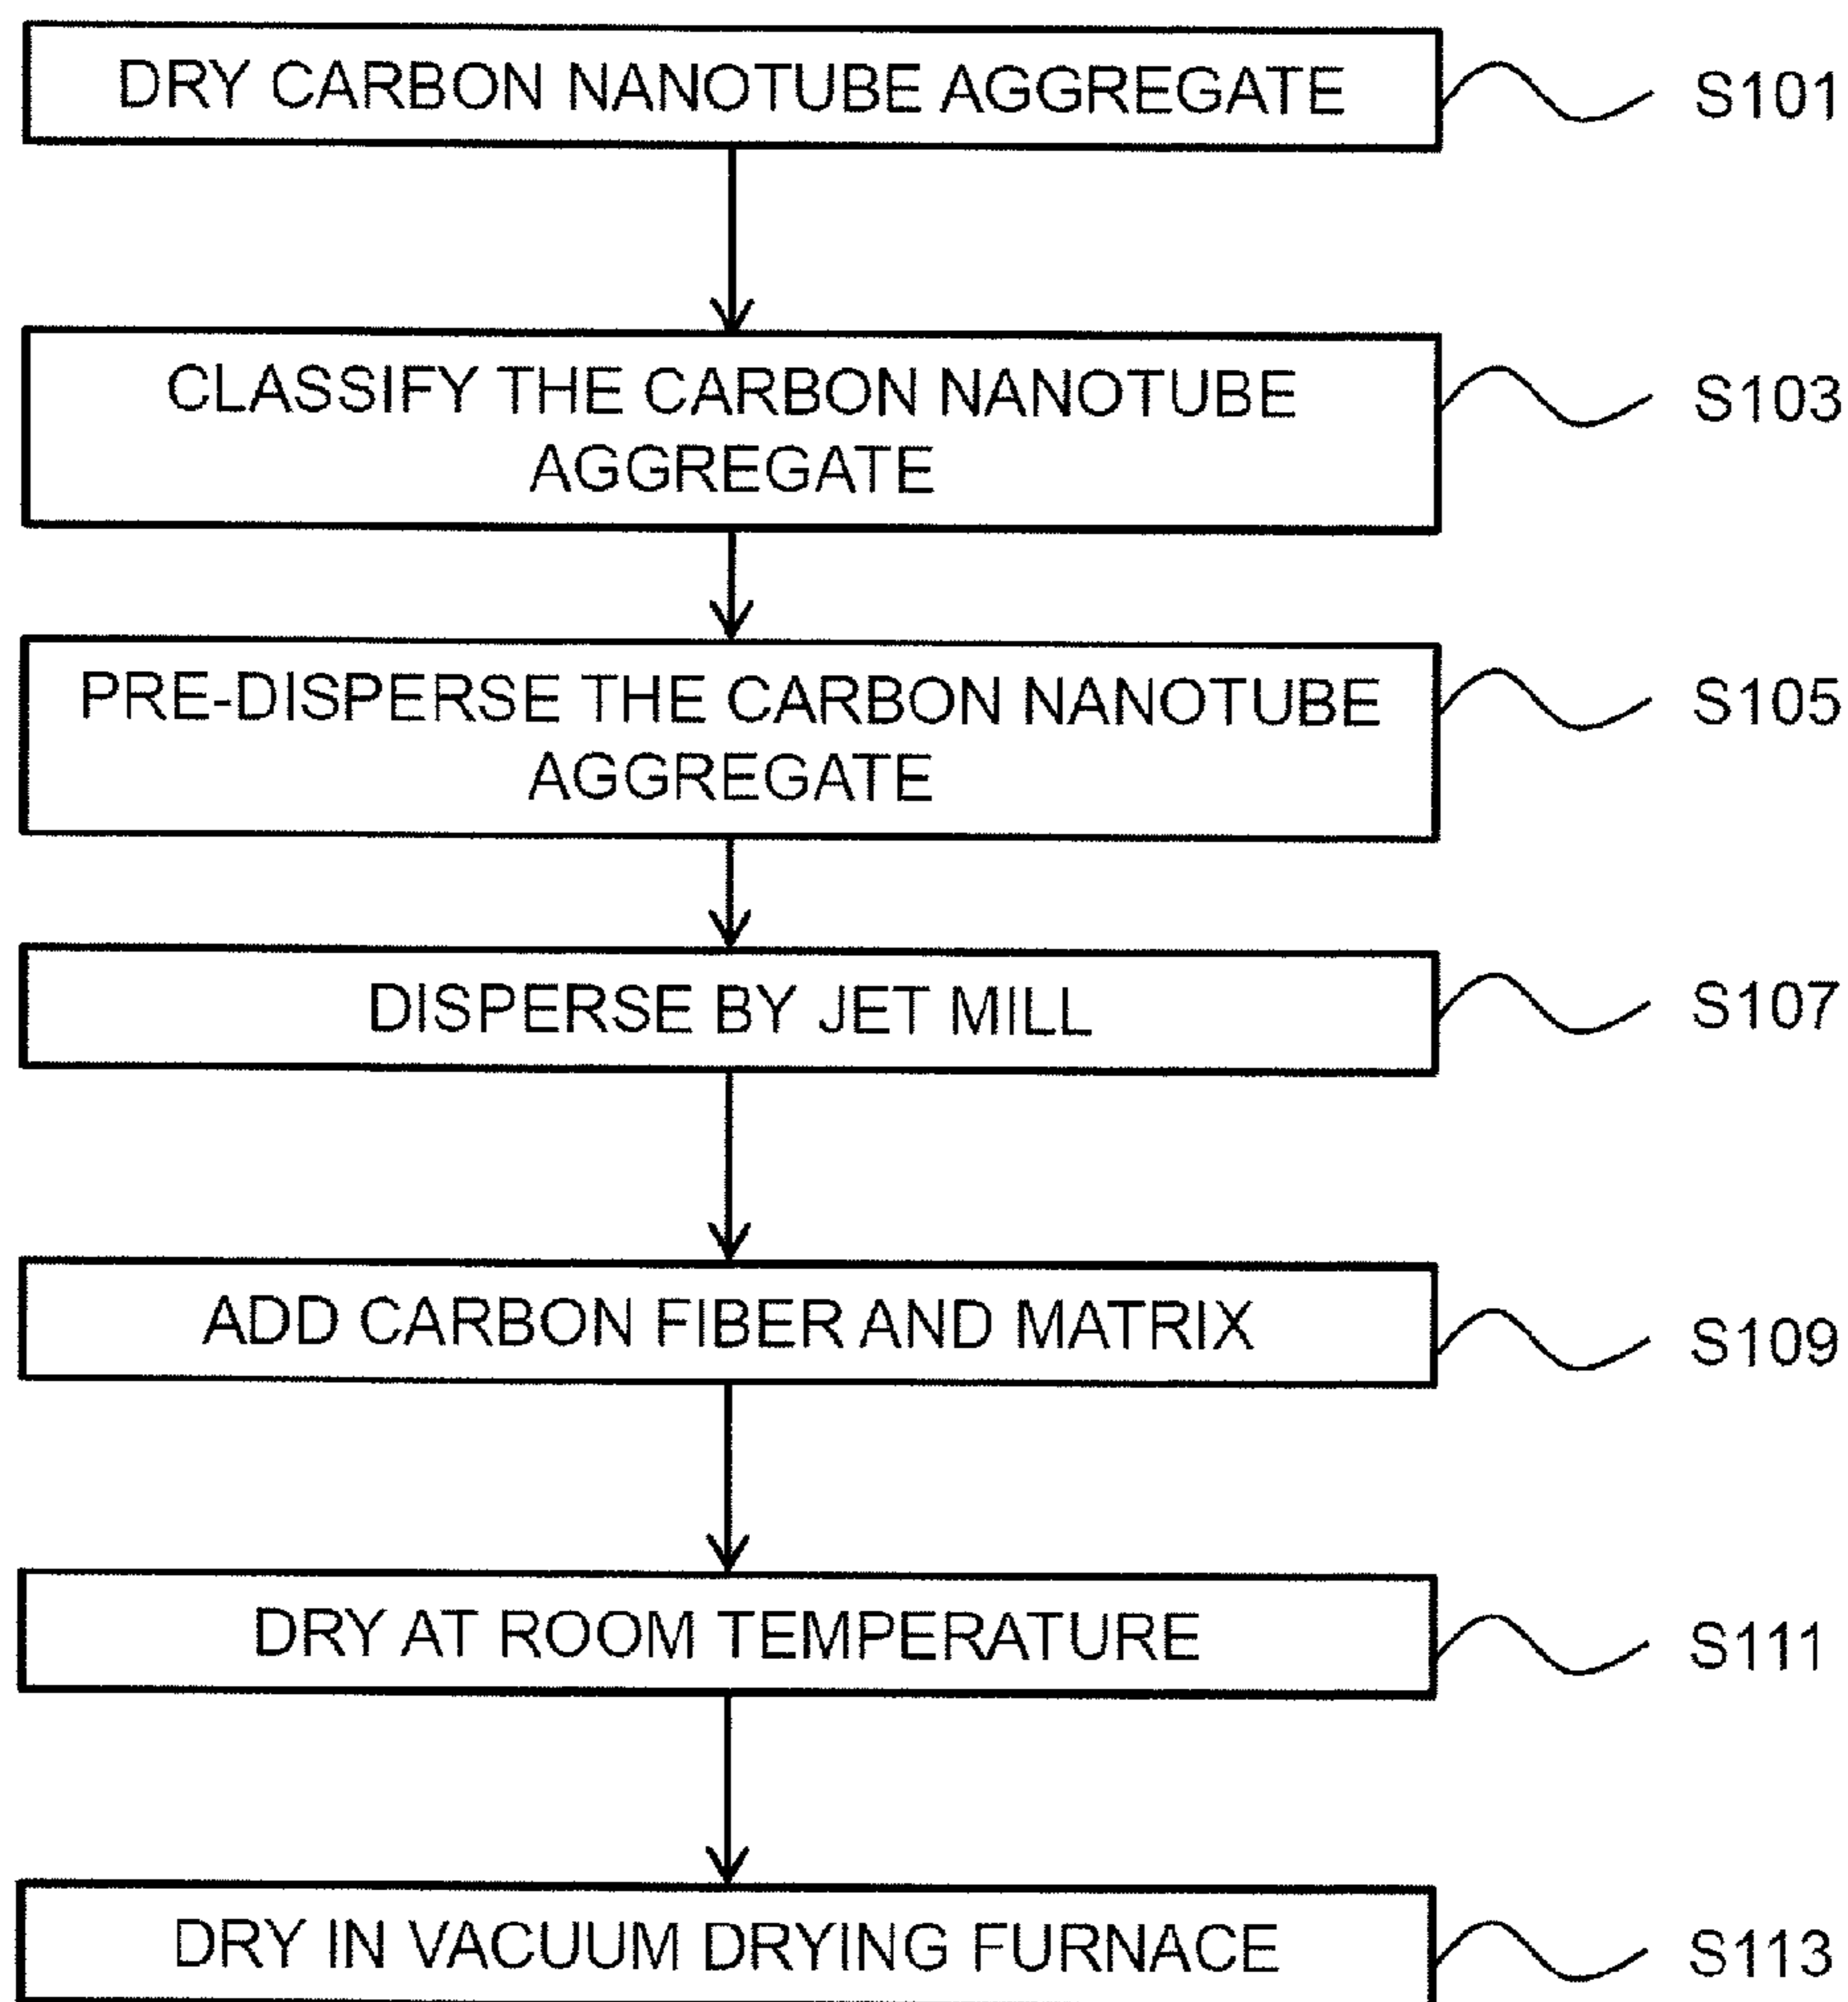 DRY CARBON NANOTUBE AGGREGATE
S101
CLASSIFY THE CARBON NANOTUBE
AGGREGATE
S103
PRE-DISPERSE THE CARBON NANOTUBE
AGGREGATE
S105
DISPERSE BY JET MILL
S107
ADD CARBON FIBER AND MATRIX
S109
DRY AT ROOM TEMPERATURE
S111
DRY IN VACUUM DRYING FURNACE
S113